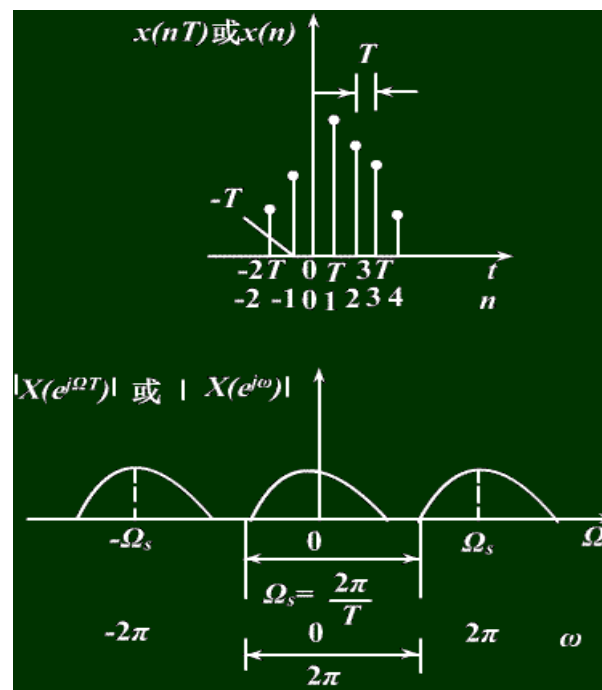 x(nT)或x(n)
T
-T
-2T 0 T 3T t
-2 -1 0 1 2 3 4 n
|X(e^{jΩT})| 或 | X(e^{jω})|
-Ω_s 0 Ω_s Ω
Ω_s= 2π/T
-2π 0 2π ω
2π